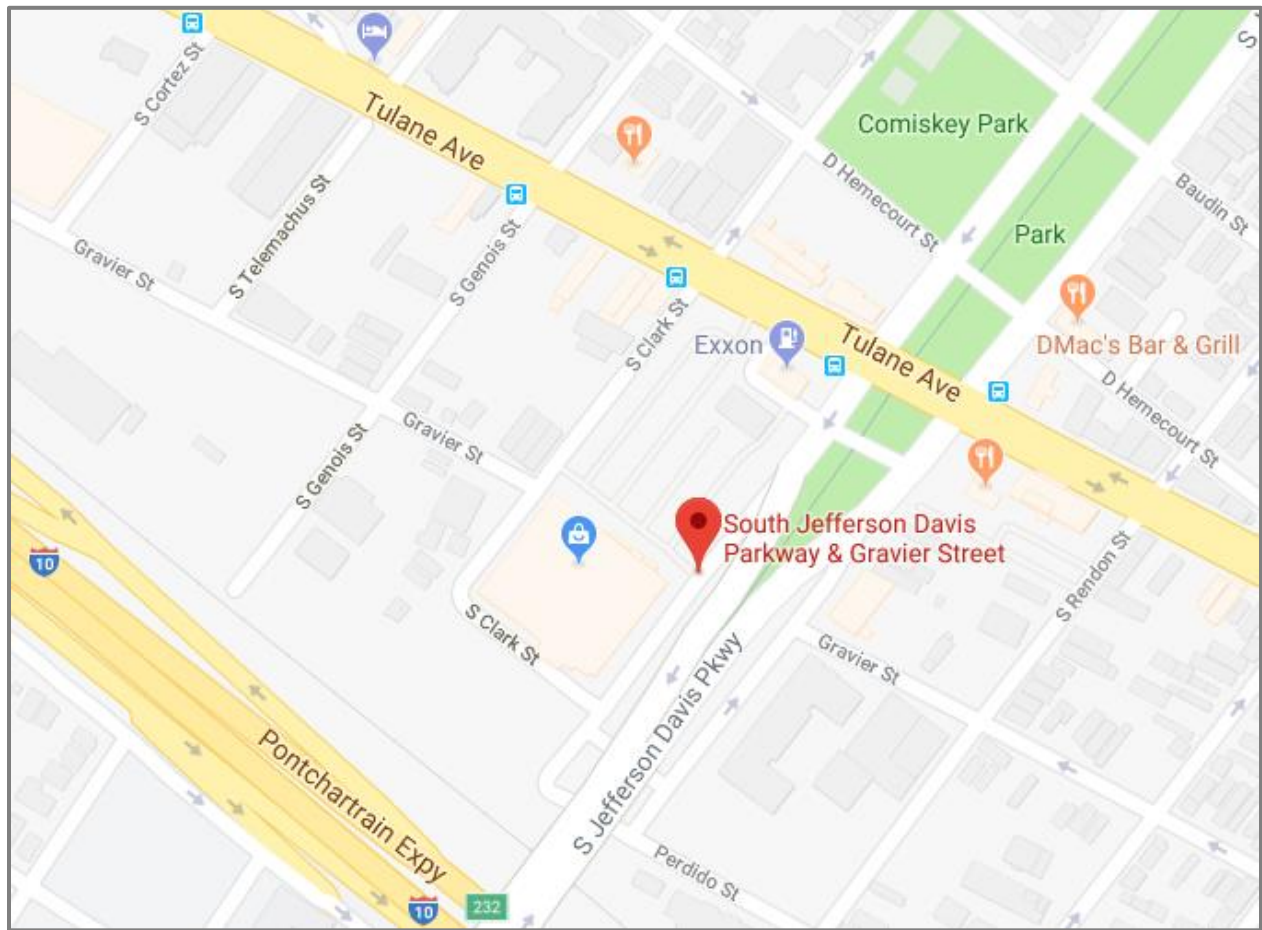 S Cortez St
Tulane Ave
Comiskey Park
D Hemecourt St
Baudin St
Park
S Telemachus St
Gravier St
S Genois St
S Clark St
Exxon
Tulane Ave
DMac's Bar & Grill
D Hemecourt St
Gravier St
S Genois St
South Jefferson Davis
Parkway & Gravier Street
S Rendon St
10
S Clark St
Gravier St
S Jefferson Davis Pkwy
Pontchartrain Expy
Perdido St
10
232